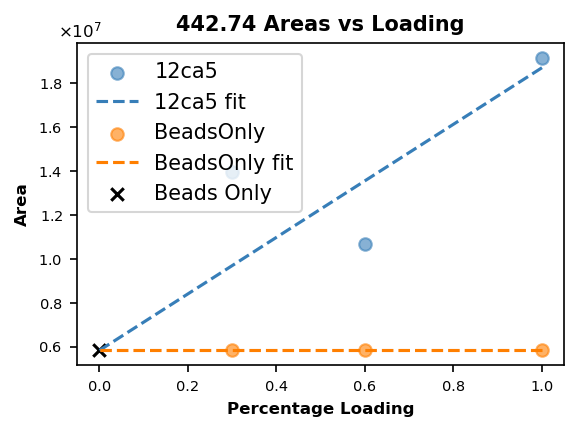 442.74 Areas vs Loading
×10⁷
12ca5
12ca5 fit
BeadsOnly
BeadsOnly fit
Beads Only
Area
1.8
1.6
1.4
1.2
1.0
0.8
0.6
0.0 0.2 0.4 0.6 0.8 1.0
Percentage Loading